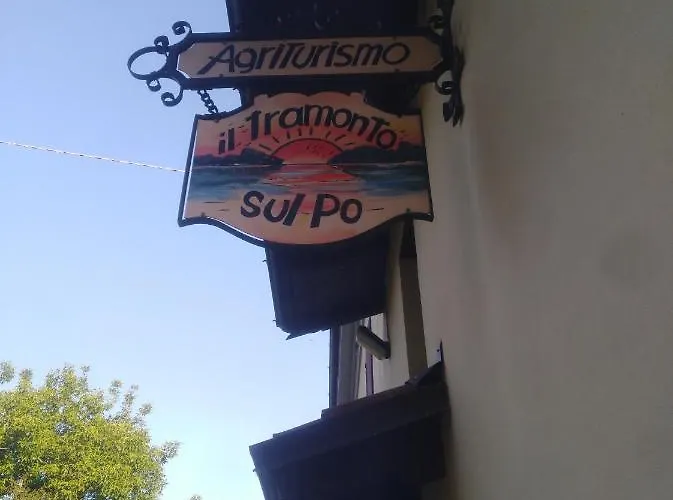 Agriturismo
il Tramonto
sul Po